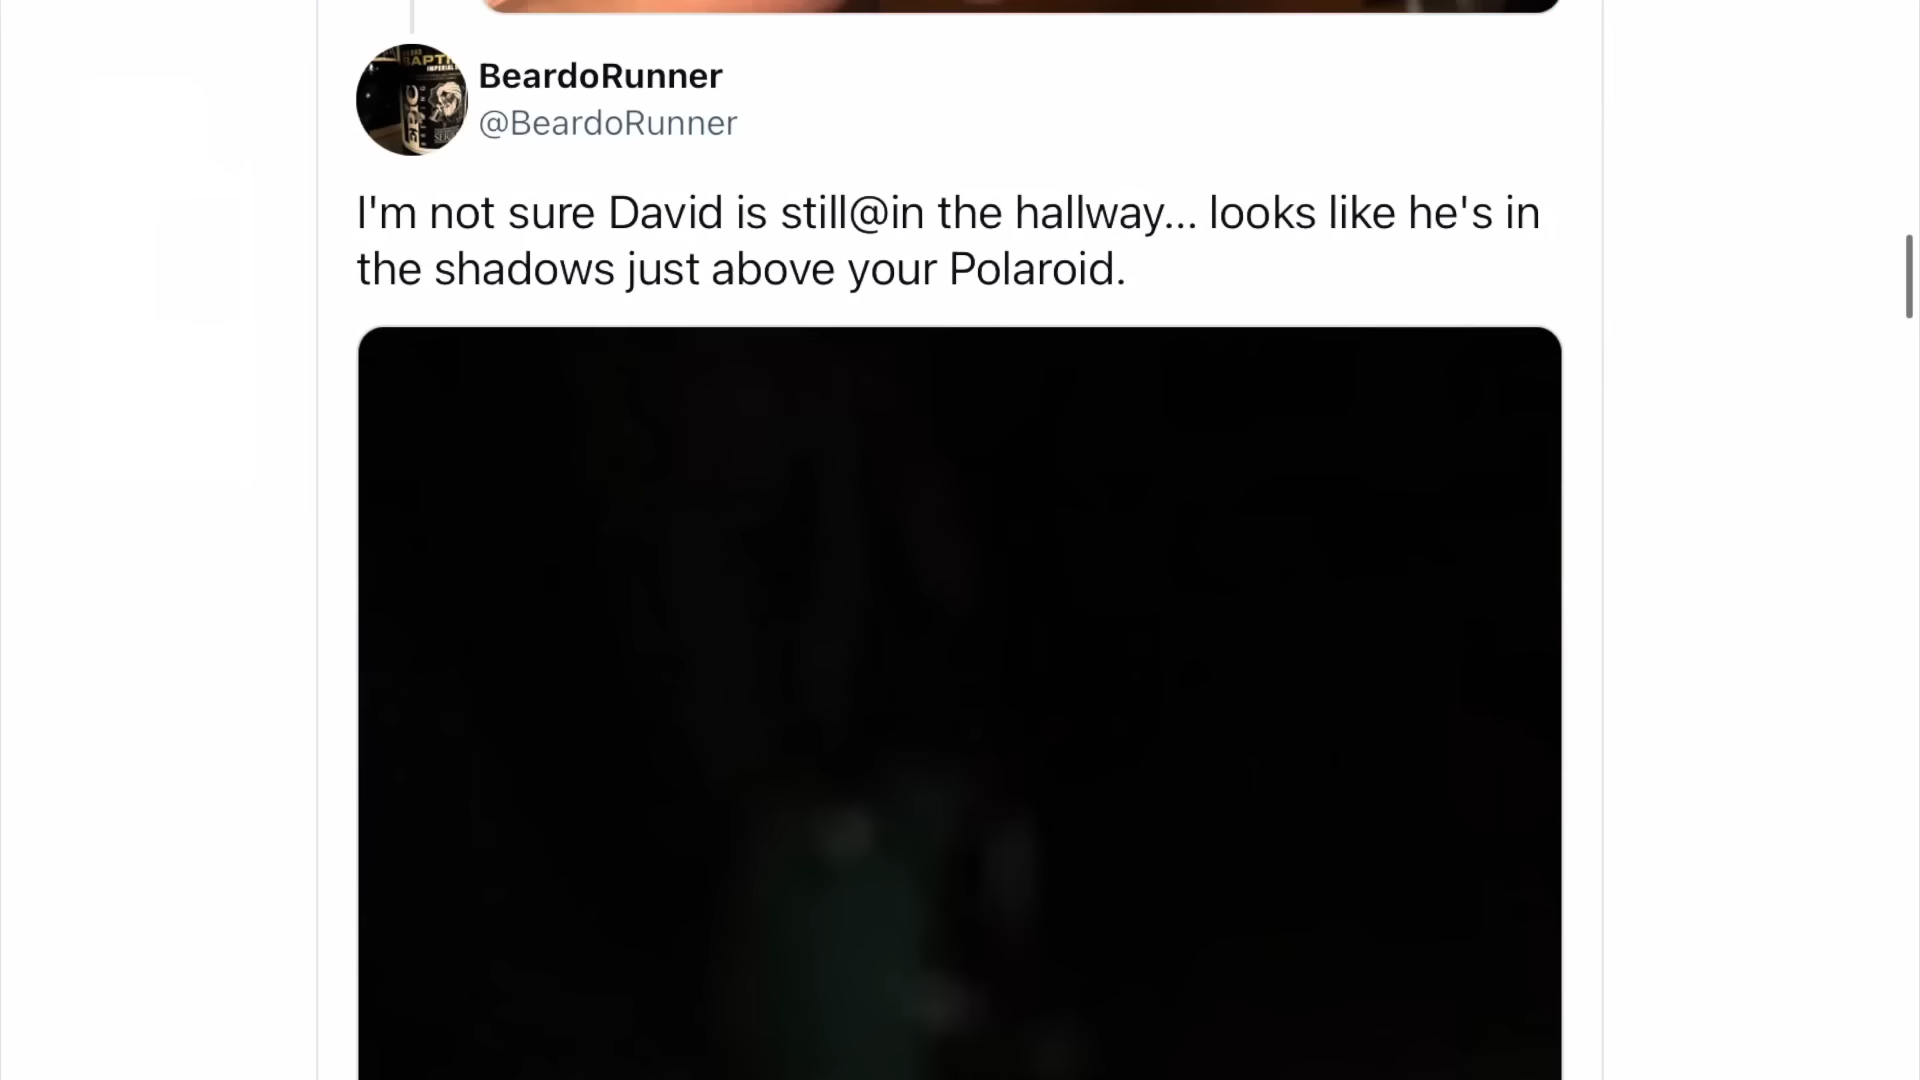 BeardoRunner
@BeardoRunner
I'm not sure David is still@in the hallway... looks like he's in
the shadows just above your Polaroid.